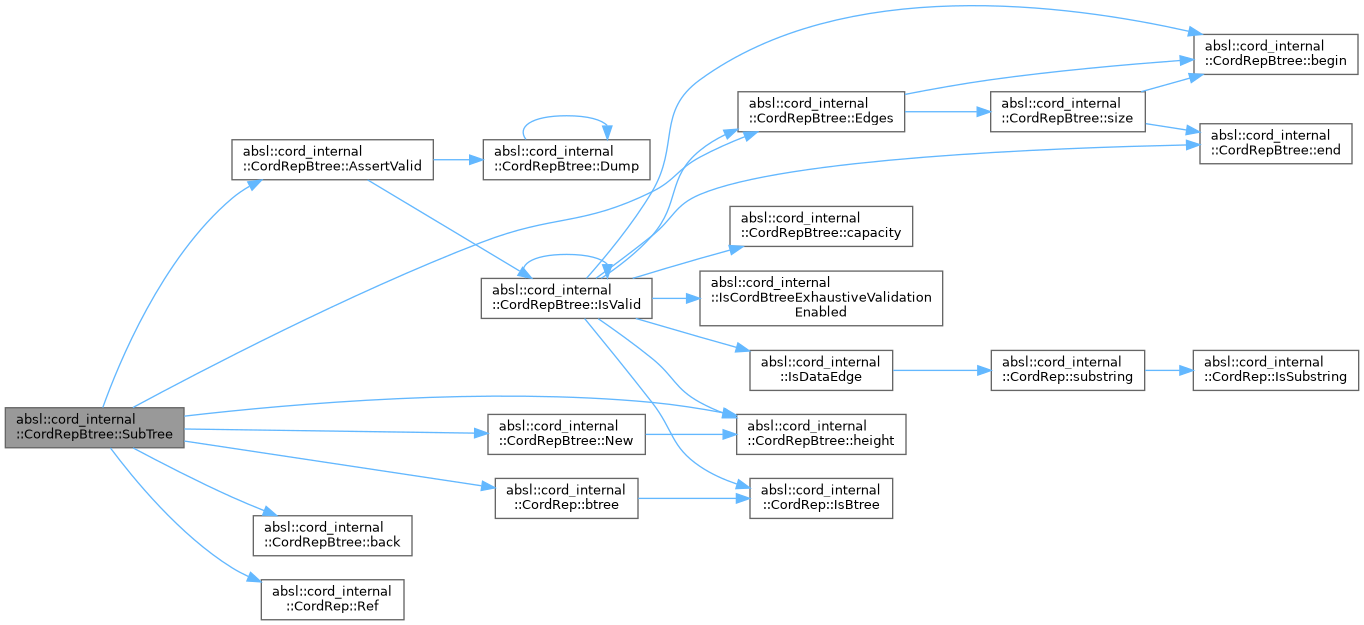 absl::cord_internal
::CordRepBtree::SubTree
absl::cord_internal
::CordRepBtree::AssertValid
absl::cord_internal
::CordRepBtree::Dump
absl::cord_internal
::CordRepBtree::IsValid
absl::cord_internal
::CordRepBtree::Edges
absl::cord_internal
::CordRepBtree::size
absl::cord_internal
::CordRepBtree::begin
absl::cord_internal
::CordRepBtree::end
absl::cord_internal
::CordRepBtree::capacity
absl::cord_internal
::IsCordBtreeExhaustiveValidation
Enabled
absl::cord_internal
::IsDataEdge
absl::cord_internal
::CordRep::substring
absl::cord_internal
::CordRep::IsSubstring
absl::cord_internal
::CordRepBtree::New
absl::cord_internal
::CordRepBtree::height
absl::cord_internal
::CordRep::btree
absl::cord_internal
::CordRep::IsBtree
absl::cord_internal
::CordRepBtree::back
absl::cord_internal
::CordRep::Ref